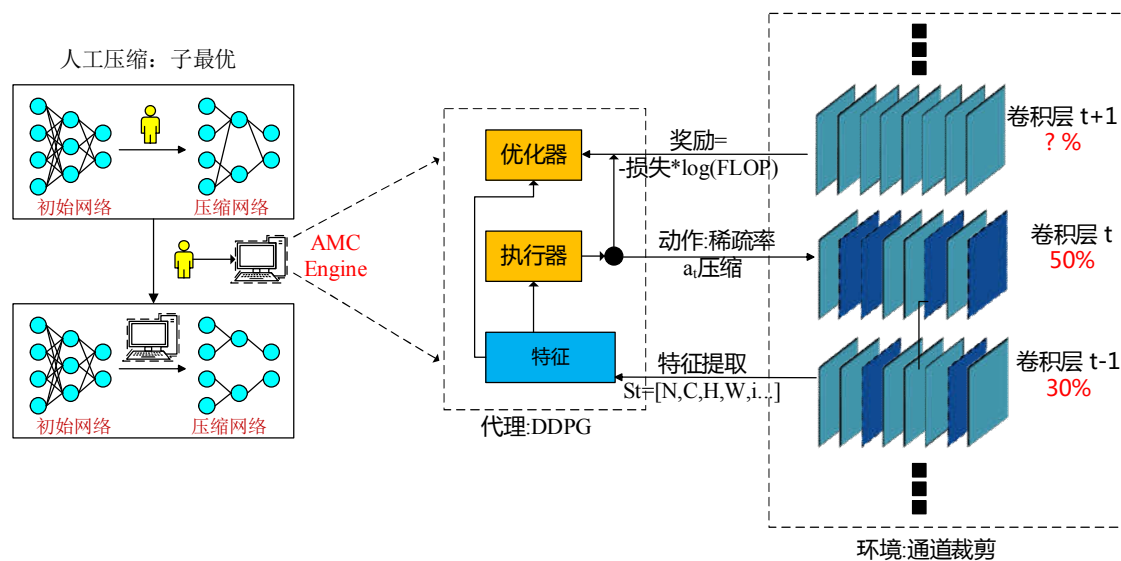 人工压缩：子最优
初始网络
压缩网络
AMC
Engine
初始网络
压缩网络
优化器
执行器
特征
代理:DDPG
奖励=
-损失*log(FLOP)
动作:稀疏率
aₜ压缩
特征提取
St=[N,C,H,W,i...]
卷积层 t+1
? %
卷积层 t
50%
卷积层 t-1
30%
环境:通道裁剪